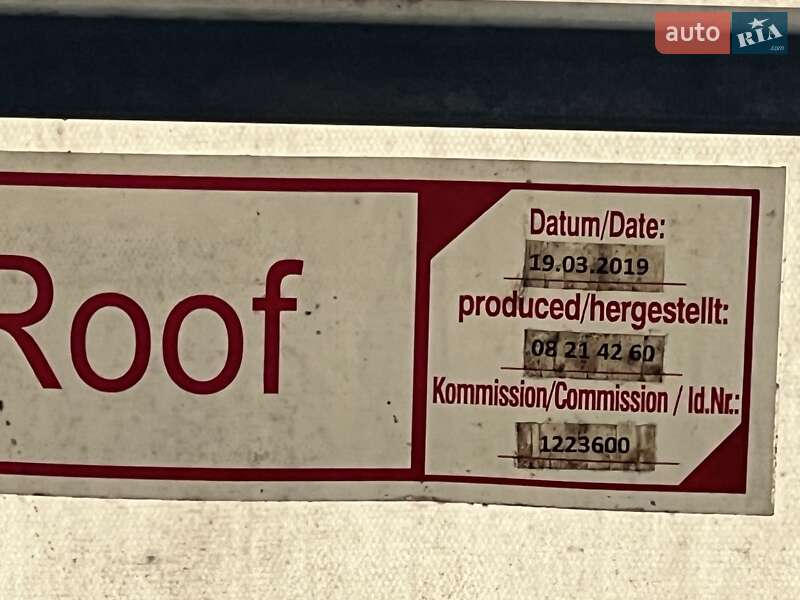 auto RIA
.com
Roof
Datum/Date:
19.03.2019
produced/hergestellt:
08 21 42 60
Kommission/Commission / Id.Nr.:
1223600